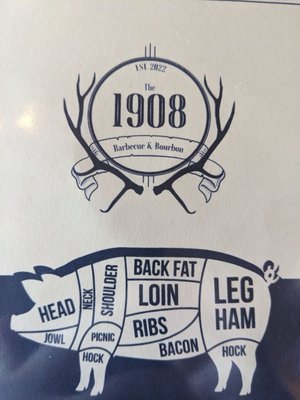 EST 2022
The
1908
Barbecue & Bourbon
HEAD
JOWL
NECK
SHOULDER
PICNIC
HOCK
BACK FAT
LOIN
RIBS
BACON
LEG
HAM
HOCK